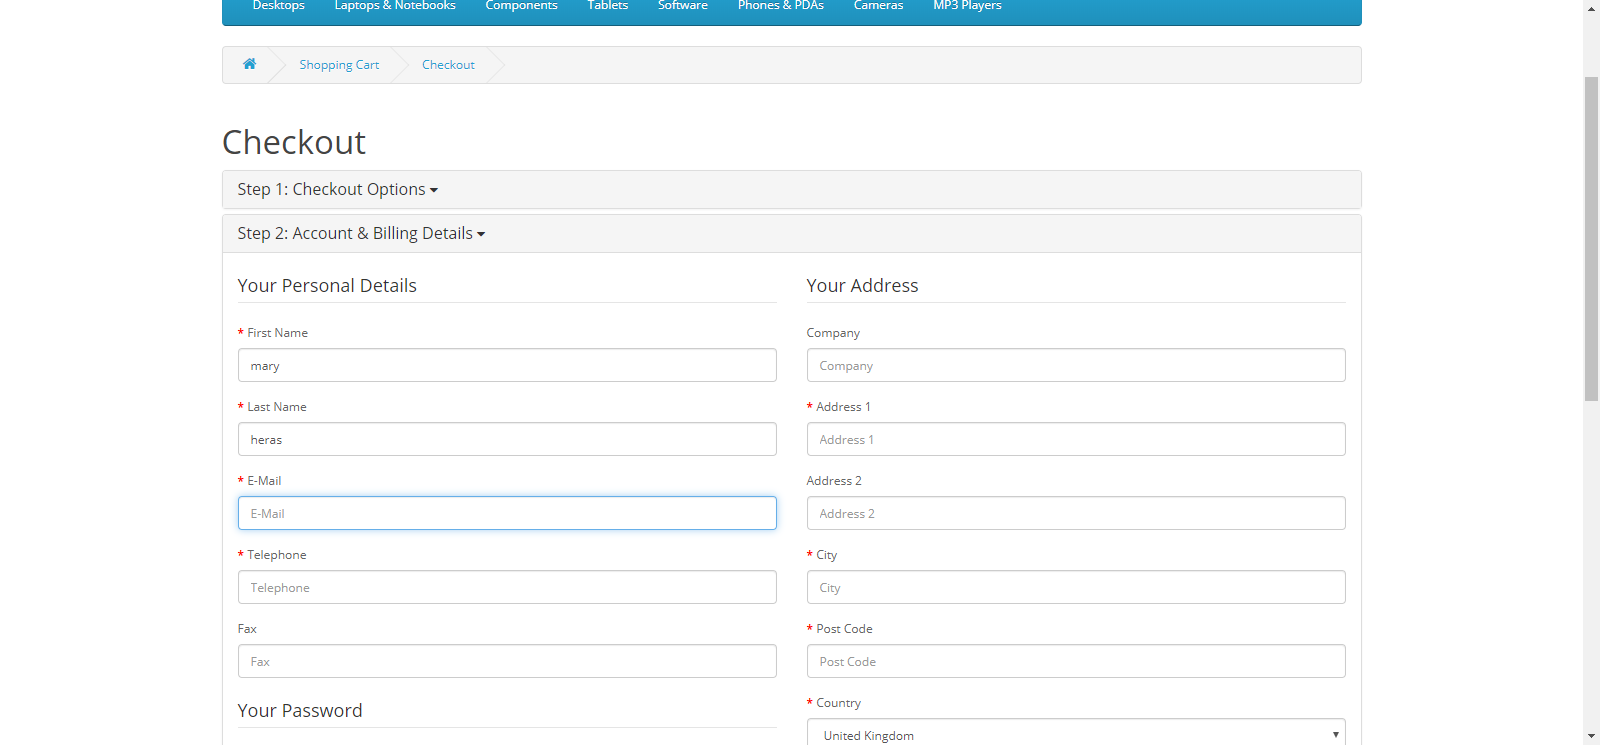 Desktops Laptops & Notebooks Components Tablets Software Phones & PDAs Cameras MP3 Players
Shopping Cart Checkout
Checkout
Step 1: Checkout Options
Step 2: Account & Billing Details
Your Personal Details
* First Name
mary
* Last Name
heras
* E-Mail
E-Mail
* Telephone
Telephone
Fax
Fax
Your Password
Your Address
Company
Company
* Address 1
Address 1
Address 2
Address 2
* City
City
* Post Code
Post Code
* Country
United Kingdom